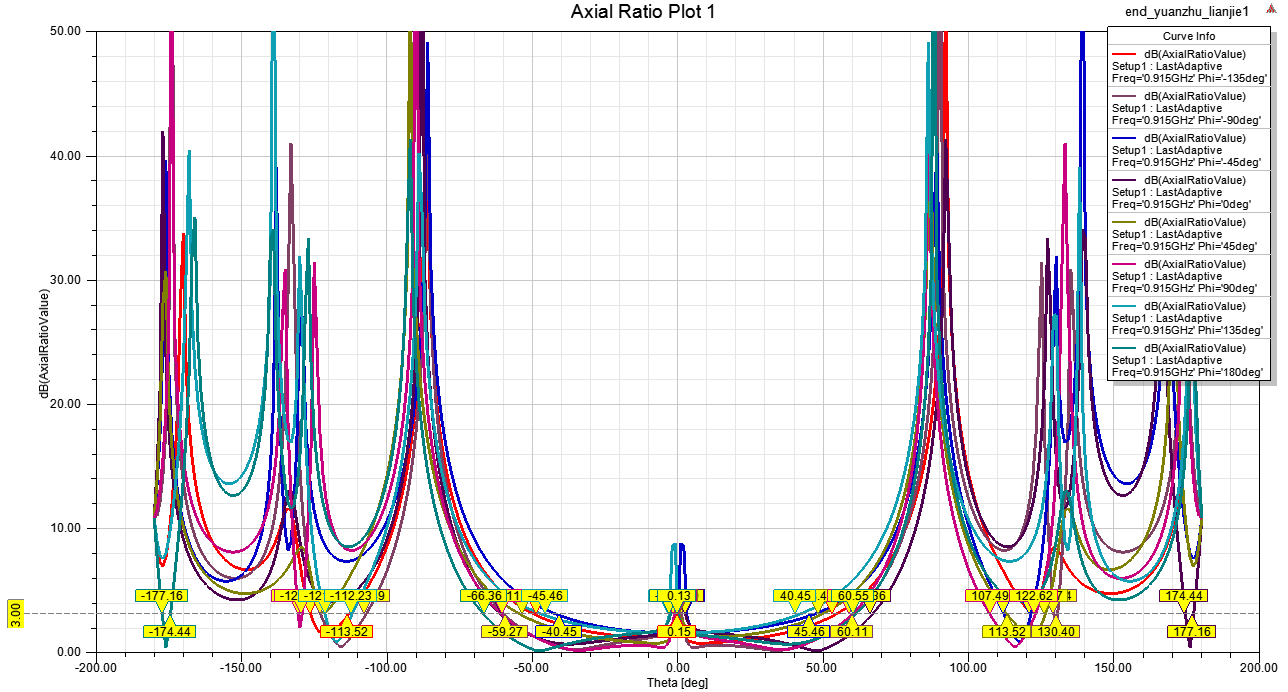 Axial Ratio Plot 1
end_yuanzhu_lianjie1
Curve Info
dB(AxialRatioValue)
Setup1 : LastAdaptive
Freq='0.915GHz' Phi='-135deg'
dB(AxialRatioValue)
Setup1 : LastAdaptive
Freq='0.915GHz' Phi='-90deg'
dB(AxialRatioValue)
Setup1 : LastAdaptive
Freq='0.915GHz' Phi='-45deg'
dB(AxialRatioValue)
Setup1 : LastAdaptive
Freq='0.915GHz' Phi='0deg'
dB(AxialRatioValue)
Setup1 : LastAdaptive
Freq='0.915GHz' Phi='45deg'
dB(AxialRatioValue)
Setup1 : LastAdaptive
Freq='0.915GHz' Phi='90deg'
dB(AxialRatioValue)
Setup1 : LastAdaptive
Freq='0.915GHz' Phi='135deg'
dB(AxialRatioValue)
Setup1 : LastAdaptive
Freq='0.915GHz' Phi='180deg'
50.00
40.00
30.00
20.00
10.00
0.00
dB(AxialRatioValue)
3.00
-177.16 -112.23 -66.36 -45.46 0.13 40.45 60.55 107.49 122.62 174.44
-174.44 -113.52 -59.27 -40.45 0.15 45.46 60.11 113.52 130.40 177.16
-200.00 -150.00 -100.00 -50.00 0.00 50.00 100.00 150.00 200.00
Theta [deg]